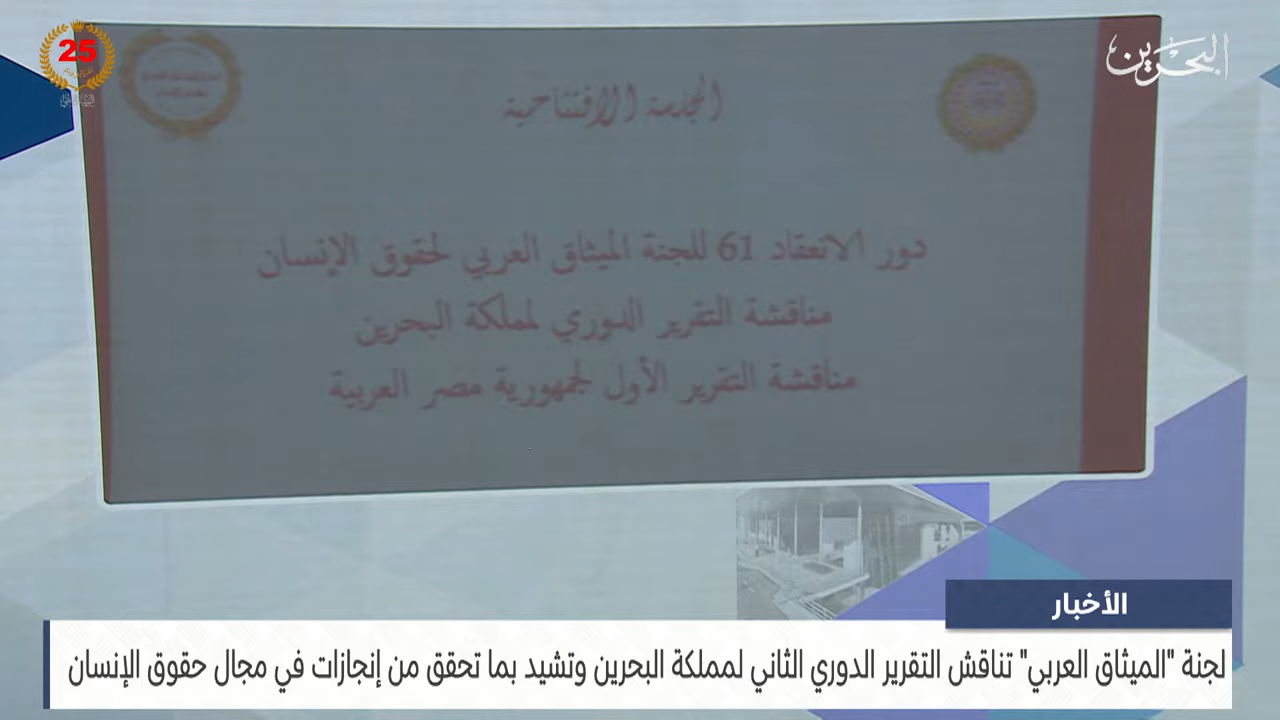 25
البحرين
الجلسة الإفتتاحية
دور الانعقاد 61 للجنة الميثاق العربي لحقوق الإنسان
مناقشة التقرير الدوري لمملكة البحرين
مناقشة التقرير الأول لجمهورية مصر العربية
الأخبار
لجنة "الميثاق العربي" تناقش التقرير الدوري الثاني لمملكة البحرين وتشيد بما تحقق من إنجازات في مجال حقوق الإنسان